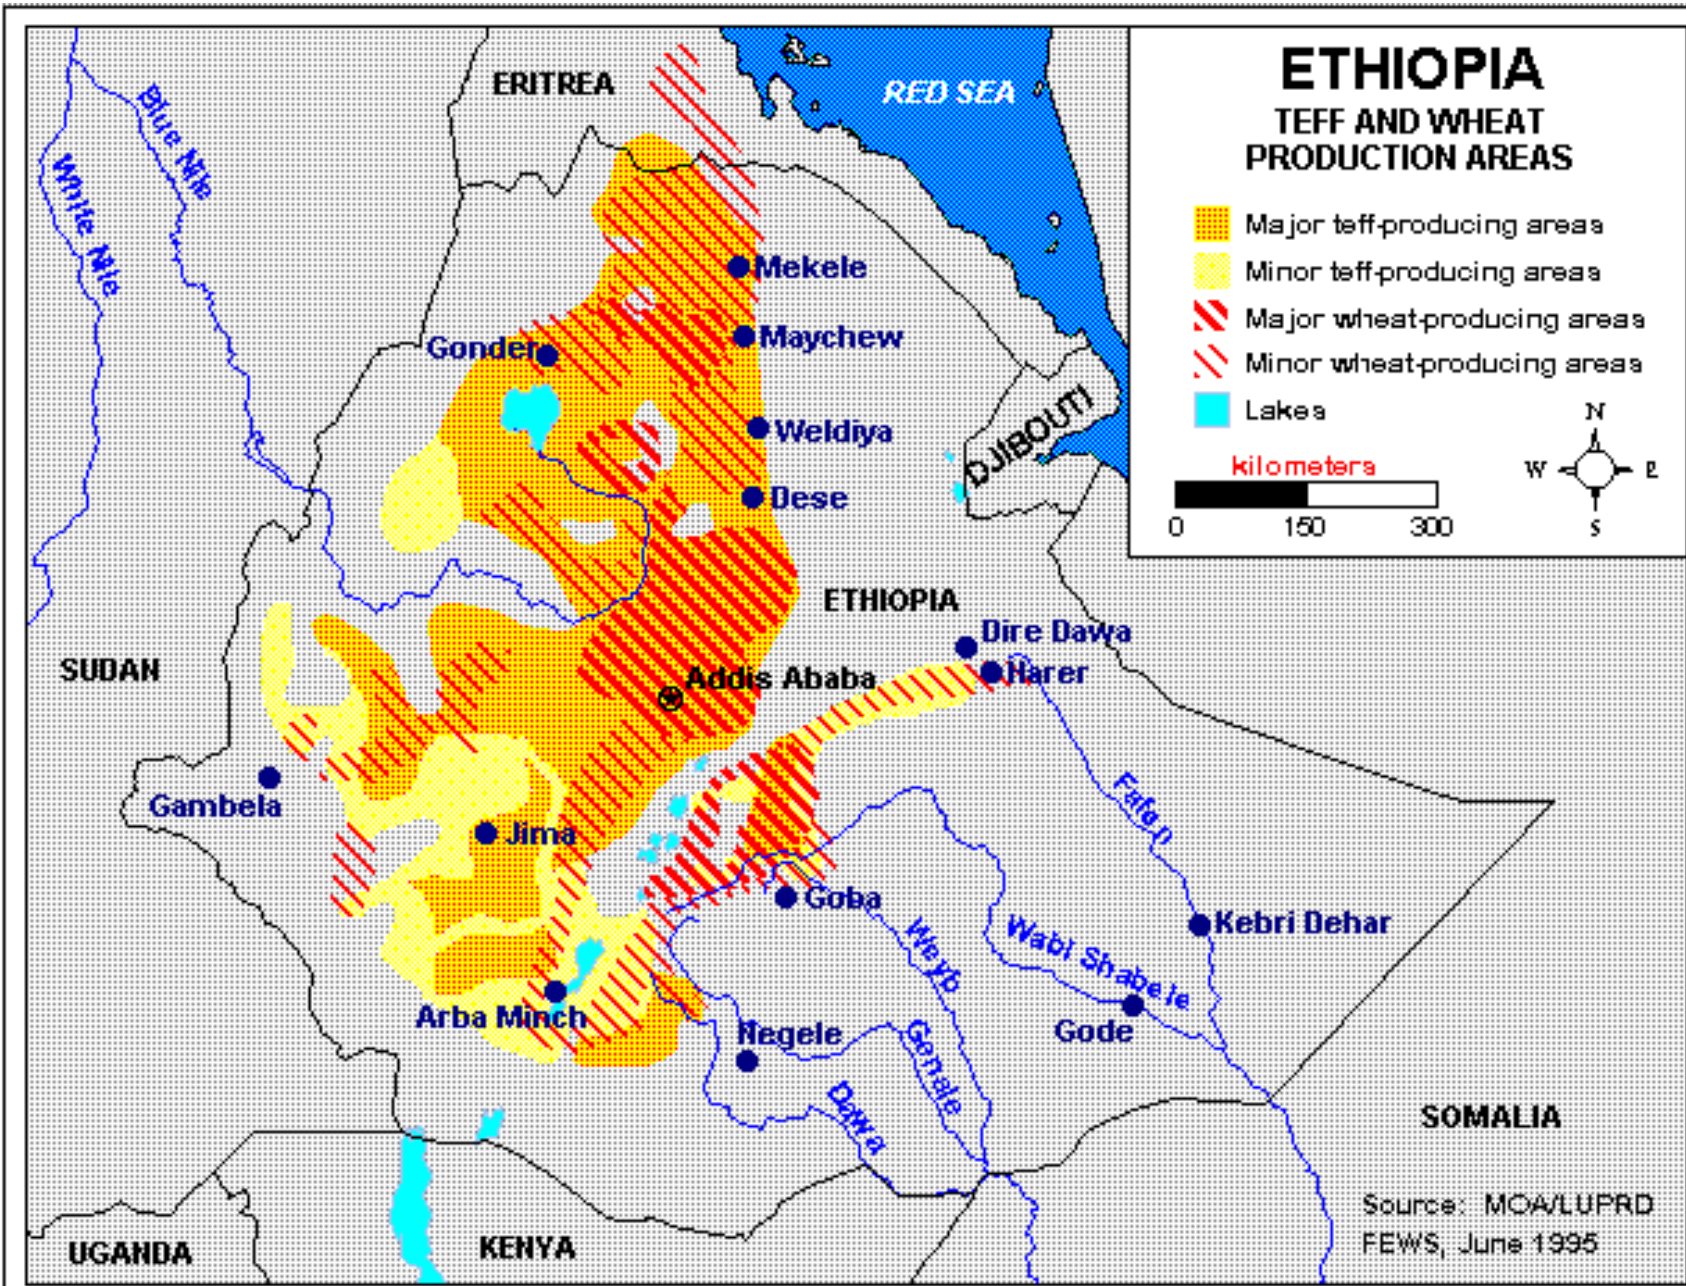 ETHIOPIA
TEFF AND WHEAT
PRODUCTION AREAS
Major teff-producing areas
Minor teff-producing areas
Major wheat-producing areas
Minor wheat-producing areas
Lakes
kilometers
0 150 300
N
W E
S
ERITREA
RED SEA
Blue Nile
White Nile
Mekele
Maychew
Gonder
Weldiya
DJIBOUTI
Dese
ETHIOPIA
Dire Dawa
SUDAN
Harer
Addis Ababa
Gambela
Jima
Fafen
Goba
Kebri Dehar
Weyb
Wabi Shabele
Arba Minch
Negele
Gode
Genale
Dawa
SOMALIA
UGANDA
KENYA
Source: MOA/LUPRD
FEWS, June 1995